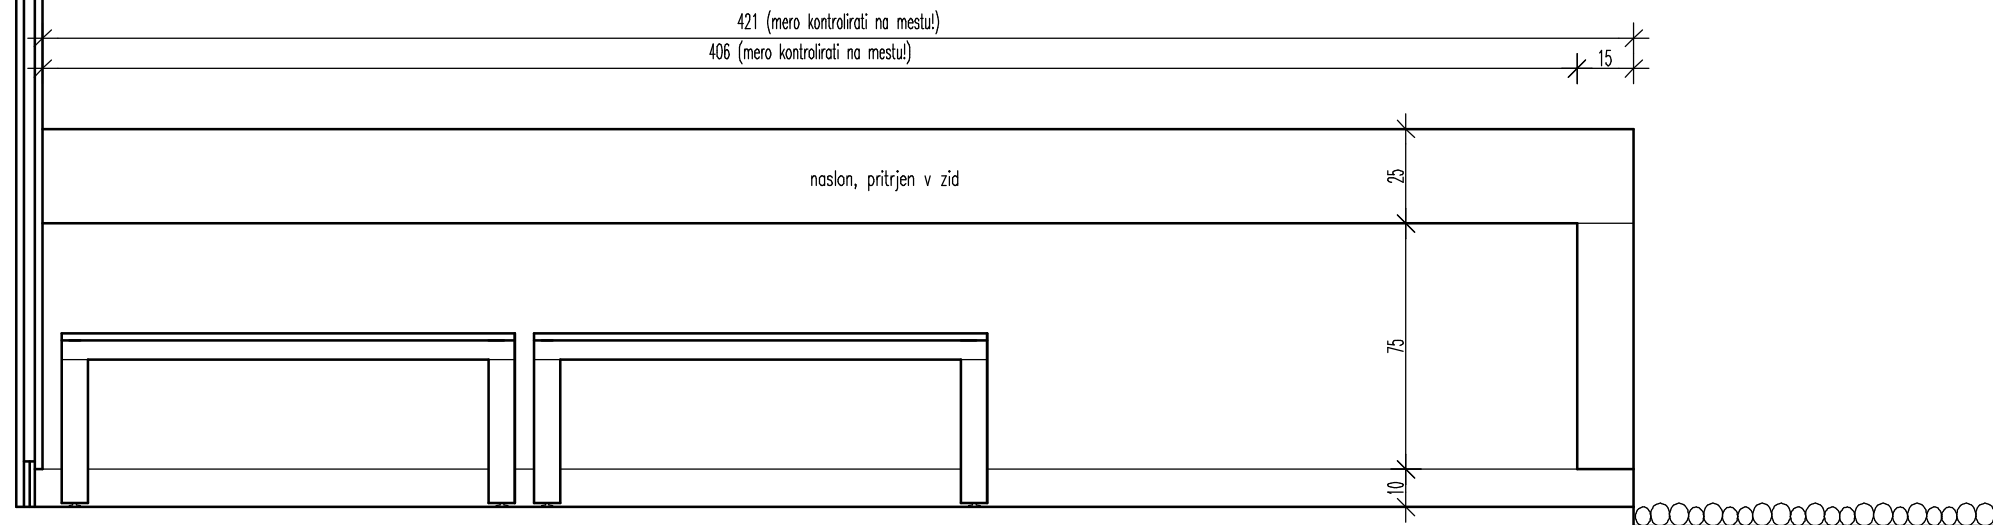 421 (mero kontrolirati na mestu!)
406 (mero kontrolirati na mestu!)
15
25
naslon, pritrjen v zid
75
10